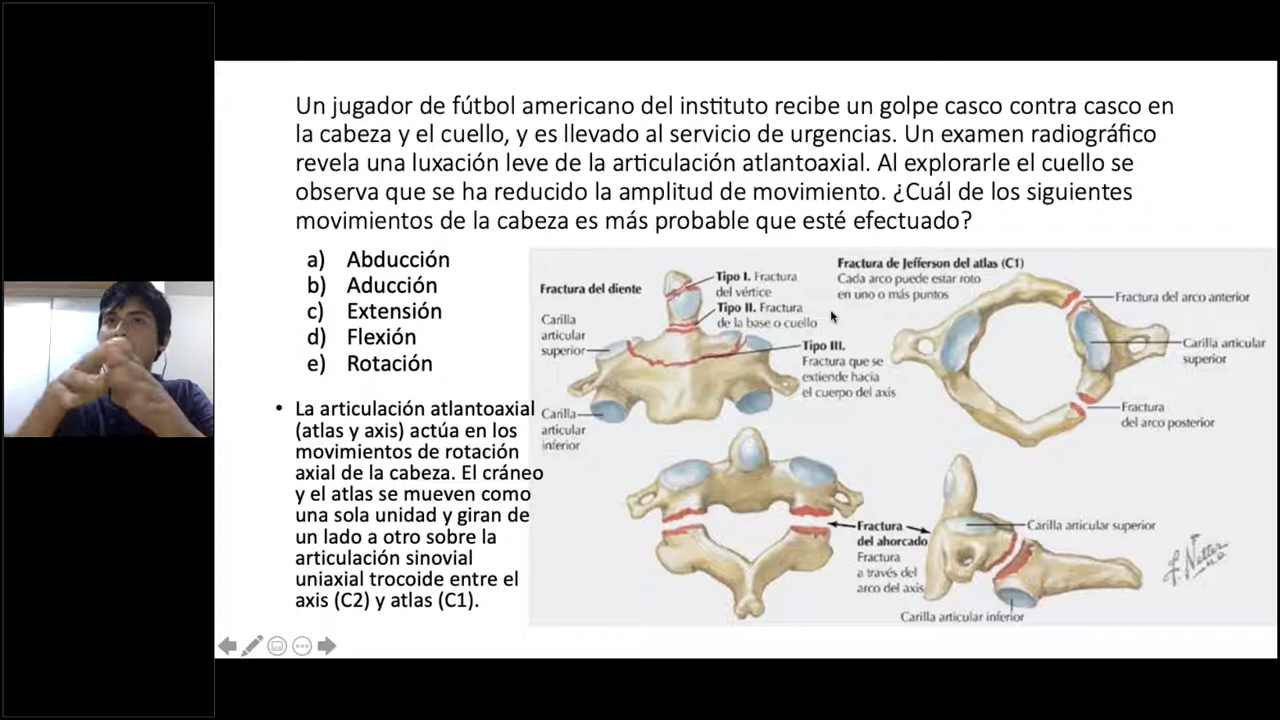 Un jugador de fútbol americano del instituto recibe un golpe casco contra casco en
la cabeza y el cuello, y es llevado al servicio de urgencias. Un examen radiográfico
revela una luxación leve de la articulación atlantoaxial. Al explorarle el cuello se
observa que se ha reducido la amplitud de movimiento. ¿Cuál de los siguientes
movimientos de la cabeza es más probable que esté efectuado?
a) Abducción
b) Aducción
c) Extensión
d) Flexión
e) Rotación
• La articulación atlantoaxial
(atlas y axis) actúa en los
movimientos de rotación
axial de la cabeza. El cráneo
y el atlas se mueven como
una sola unidad y giran de
un lado a otro sobre la
articulación sinovial
uniaxial trocoide entre el
axis (C2) y atlas (C1).
Fractura del diente
Carilla
articular
superior
Carilla
articular
inferior
Tipo I. Fractura
del vértice
Tipo II. Fractura
de la base o cuello
Tipo III.
Fractura que se
extiende hacia
el cuerpo del axis
Fractura de Jefferson del atlas (C1)
Cada arco puede estar roto
en uno o más puntos
Fractura del arco anterior
Carilla articular
superior
Fractura
del arco posterior
Fractura
del ahorcado
Fractura
a través del
arco del axis
Carilla articular superior
Carilla articular inferior
F. Netter
M.D.